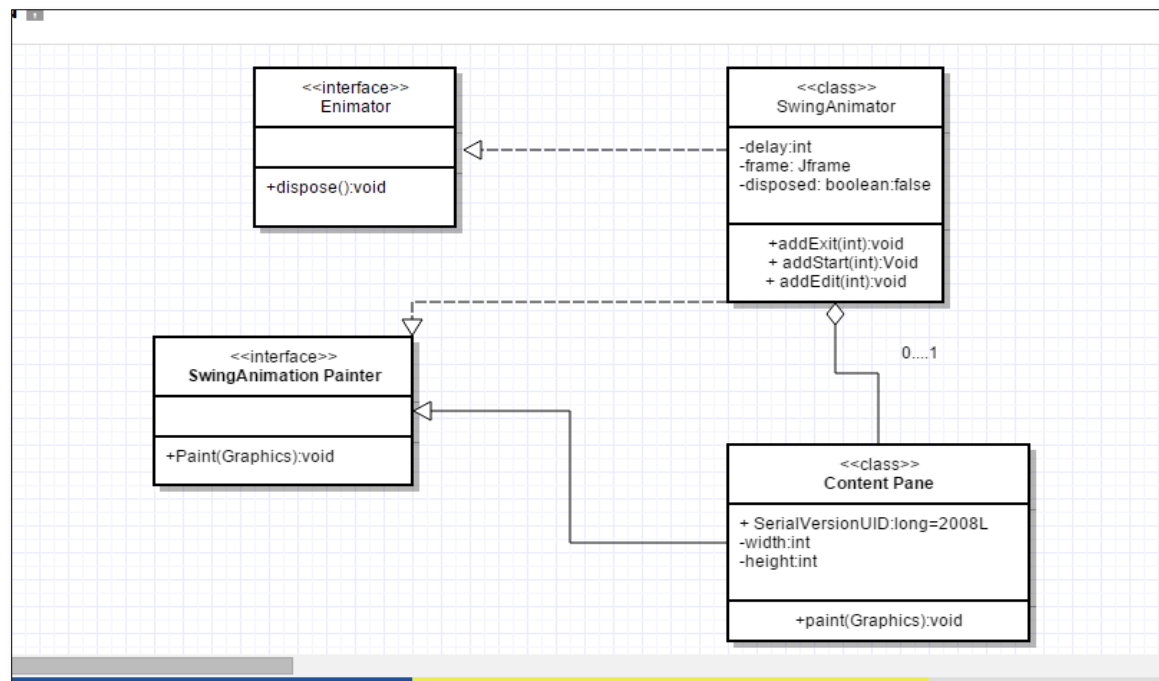 <<interface>>
Enimator
+dispose():void
<<class>>
SwingAnimator
-delay:int
-frame: Jframe
-disposed: boolean:false
+addExit(int):void
+ addStart(int):Void
+ addEdit(int):void
0....1
<<interface>>
SwingAnimation Painter
+Paint(Graphics):void
<<class>>
Content Pane
+ SerialVersionUID:long=2008L
-width:int
-height:int
+paint(Graphics):void